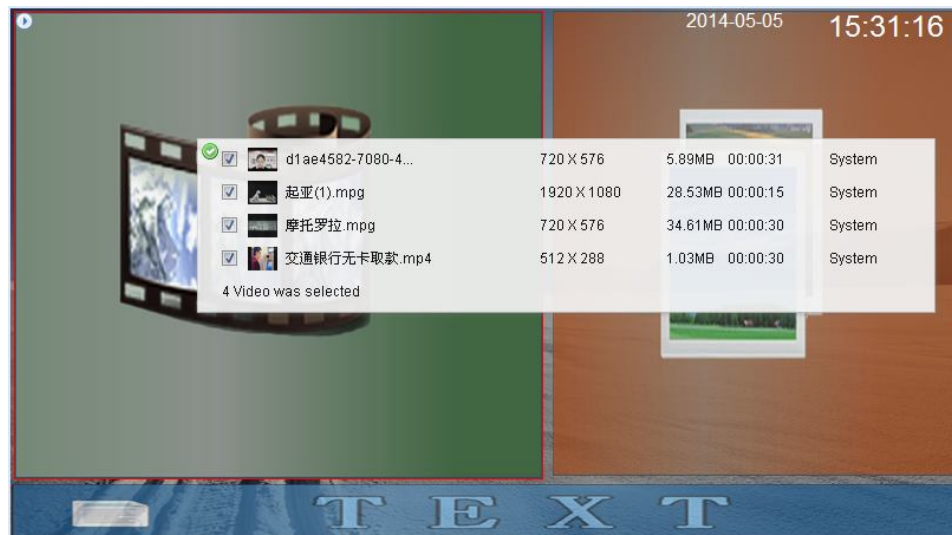 2014-05-05 15:31:16
d1ae4582-7080-4... 720 X 576 5.89MB 00:00:31 System
起亚(1).mpg 1920 X 1080 28.53MB 00:00:15 System
摩托罗拉.mpg 720 X 576 34.61MB 00:00:30 System
交通银行无卡取款.mp4 512 X 288 1.03MB 00:00:30 System
4 Video was selected
TEXT